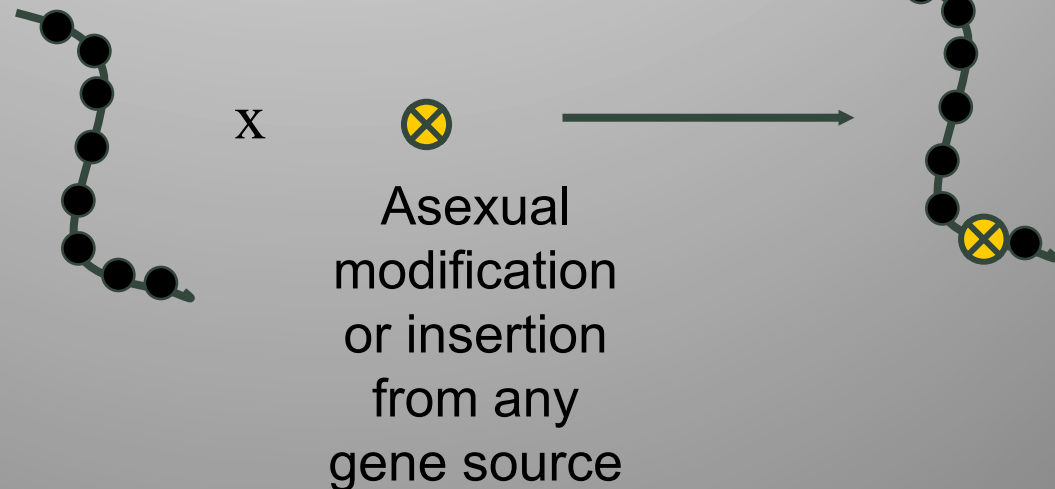 x
Asexual
modification
or insertion
from any
gene source